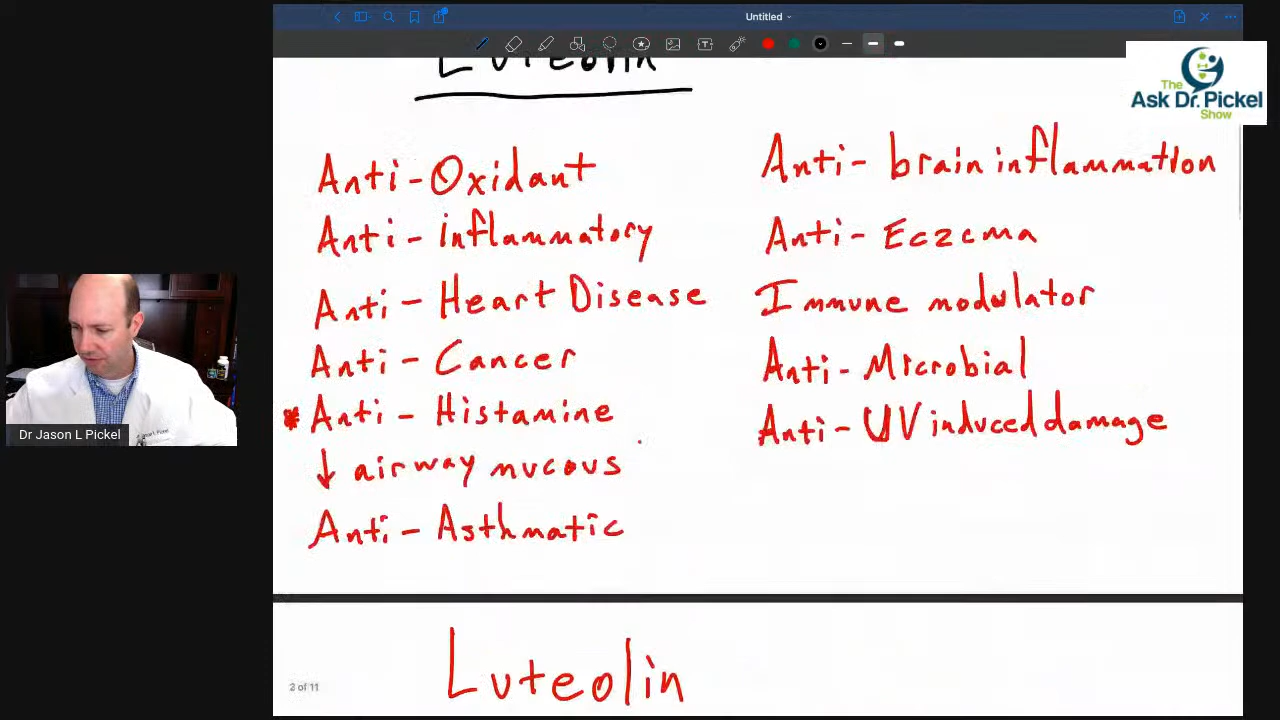 Untitled
The
Ask Dr. Pickel
Show
Luteolin
Anti-Oxidant
Anti-inflammatory
Anti-Heart Disease
Anti-Cancer
*Anti-Histamine
↓ airway mucous
Anti-Asthmatic
Anti-brain inflammation
Anti-Eczema
Immune modulator
Anti-Microbial
Anti-UV induced damage
Dr Jason L Pickel
2 of 11
Luteolin